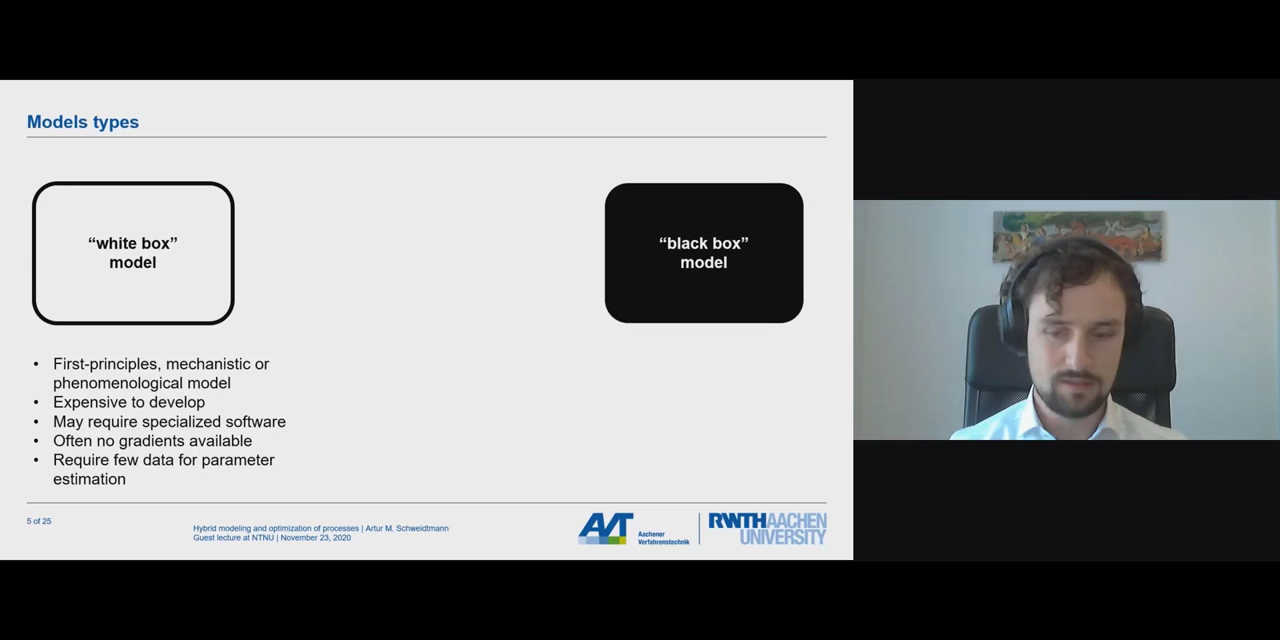 Models types
“white box”
model
“black box”
model
• First-principles, mechanistic or
phenomenological model
• Expensive to develop
• May require specialized software
• Often no gradients available
• Require few data for parameter
estimation
5 of 25
Hybrid modeling and optimization of processes | Artur M. Schweidtmann
Guest lecture at NTNU | November 23, 2020
AVT
Aachener
Verfahrenstechnik
RWTHAACHEN
UNIVERSITY